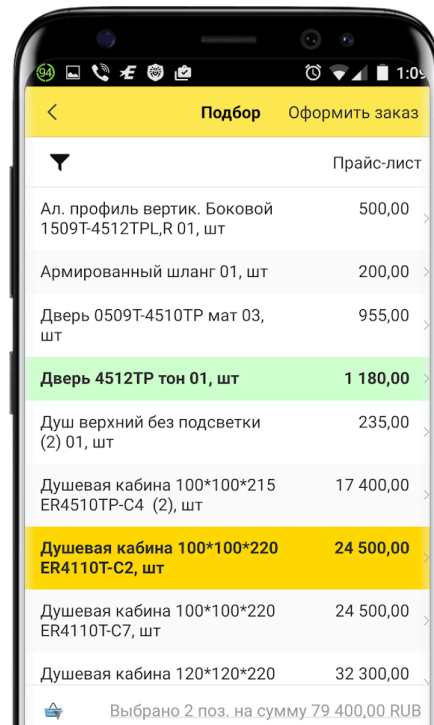 94
1:09
Подбор
Оформить заказ
Прайс-лист
Ал. профиль вертик. Боковой
500,00
1509T-4512TPL,R 01, шт
Армированный шланг 01, шт
200,00
Дверь 0509T-4510TP мат 03,
955,00
шт
Дверь 4512TP тон 01, шт
1 180,00
Душ верхний без подсветки
235,00
(2) 01, шт
Душевая кабина 100*100*215
17 400,00
ER4510TP-C4 (2), шт
Душевая кабина 100*100*220
24 500,00
ER4110T-C2, шт
Душевая кабина 100*100*220
24 500,00
ER4110T-C7, шт
Душевая кабина 120*120*220
32 300,00
Выбрано 2 поз. на сумму 79 400,00 RUB